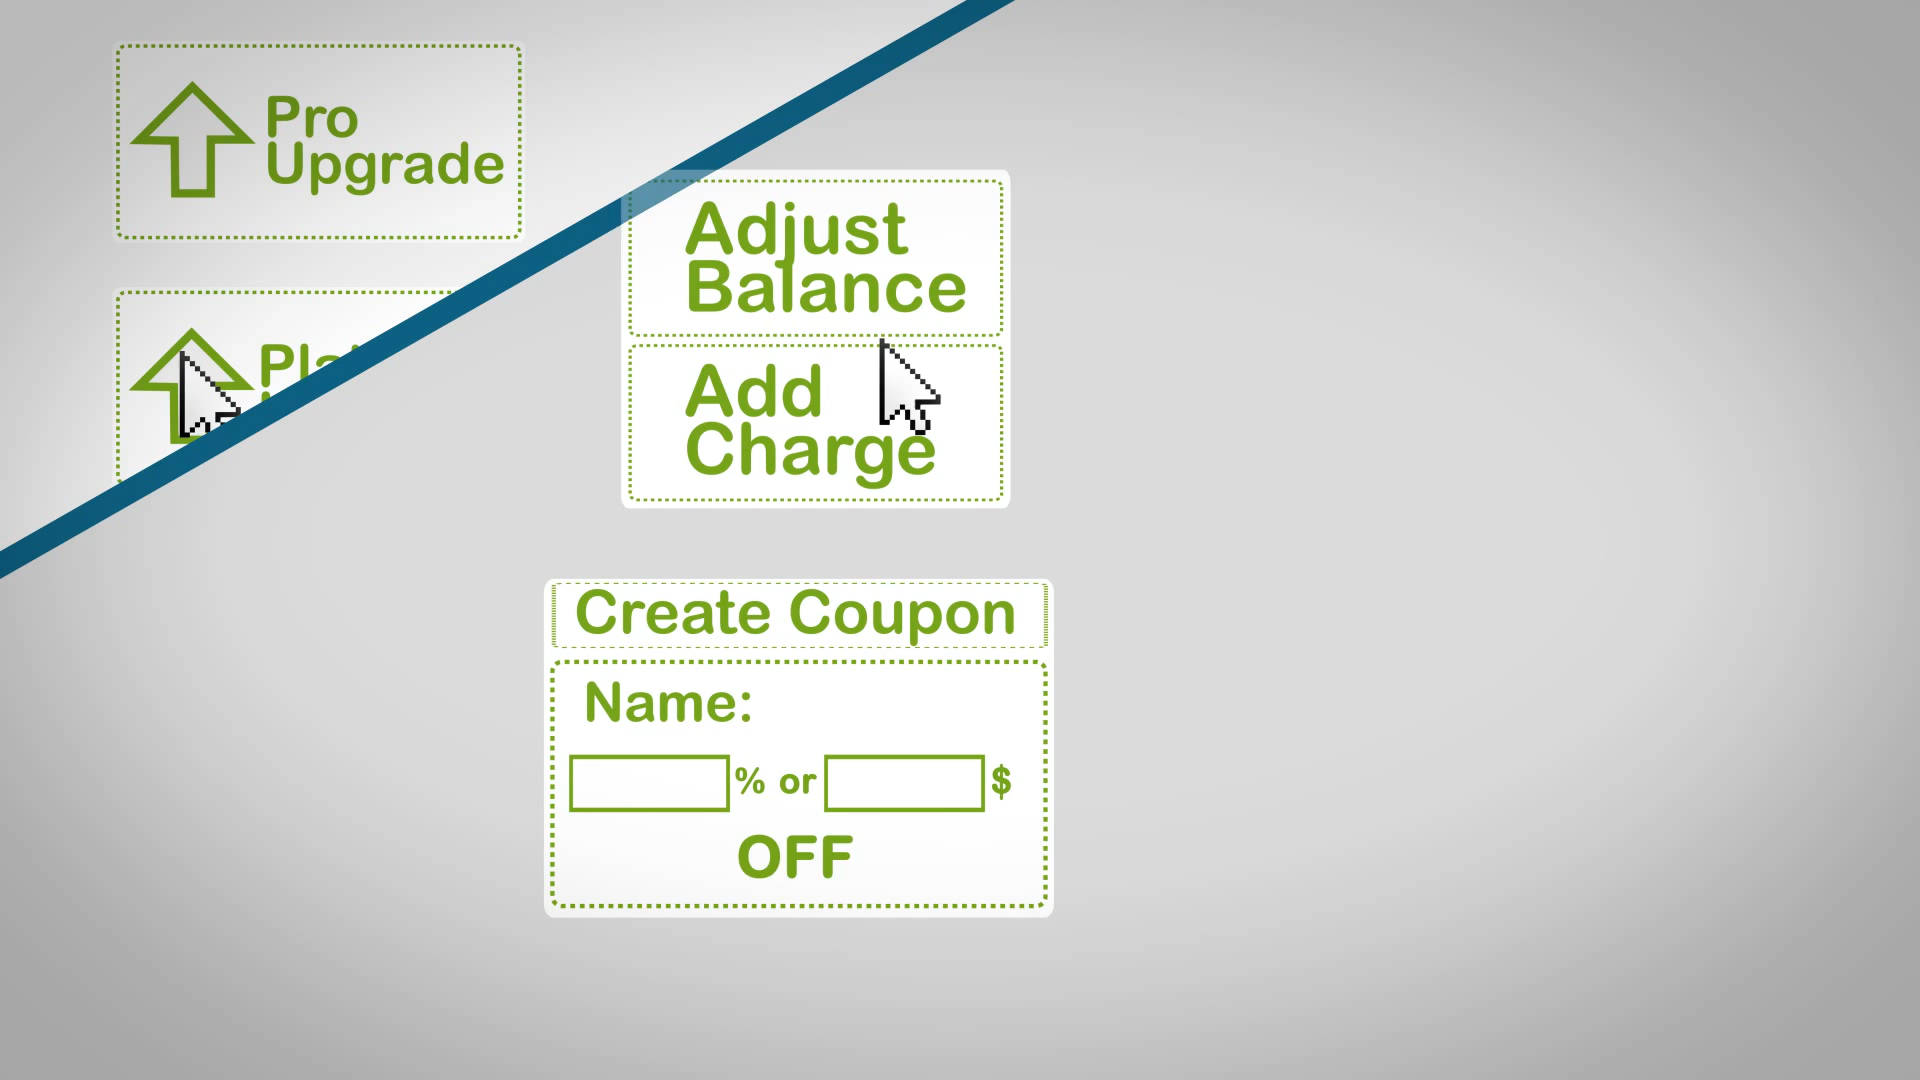 Pro
Upgrade
Adjust
Balance
Add
Charge
Create Coupon
Name:
% or $
OFF